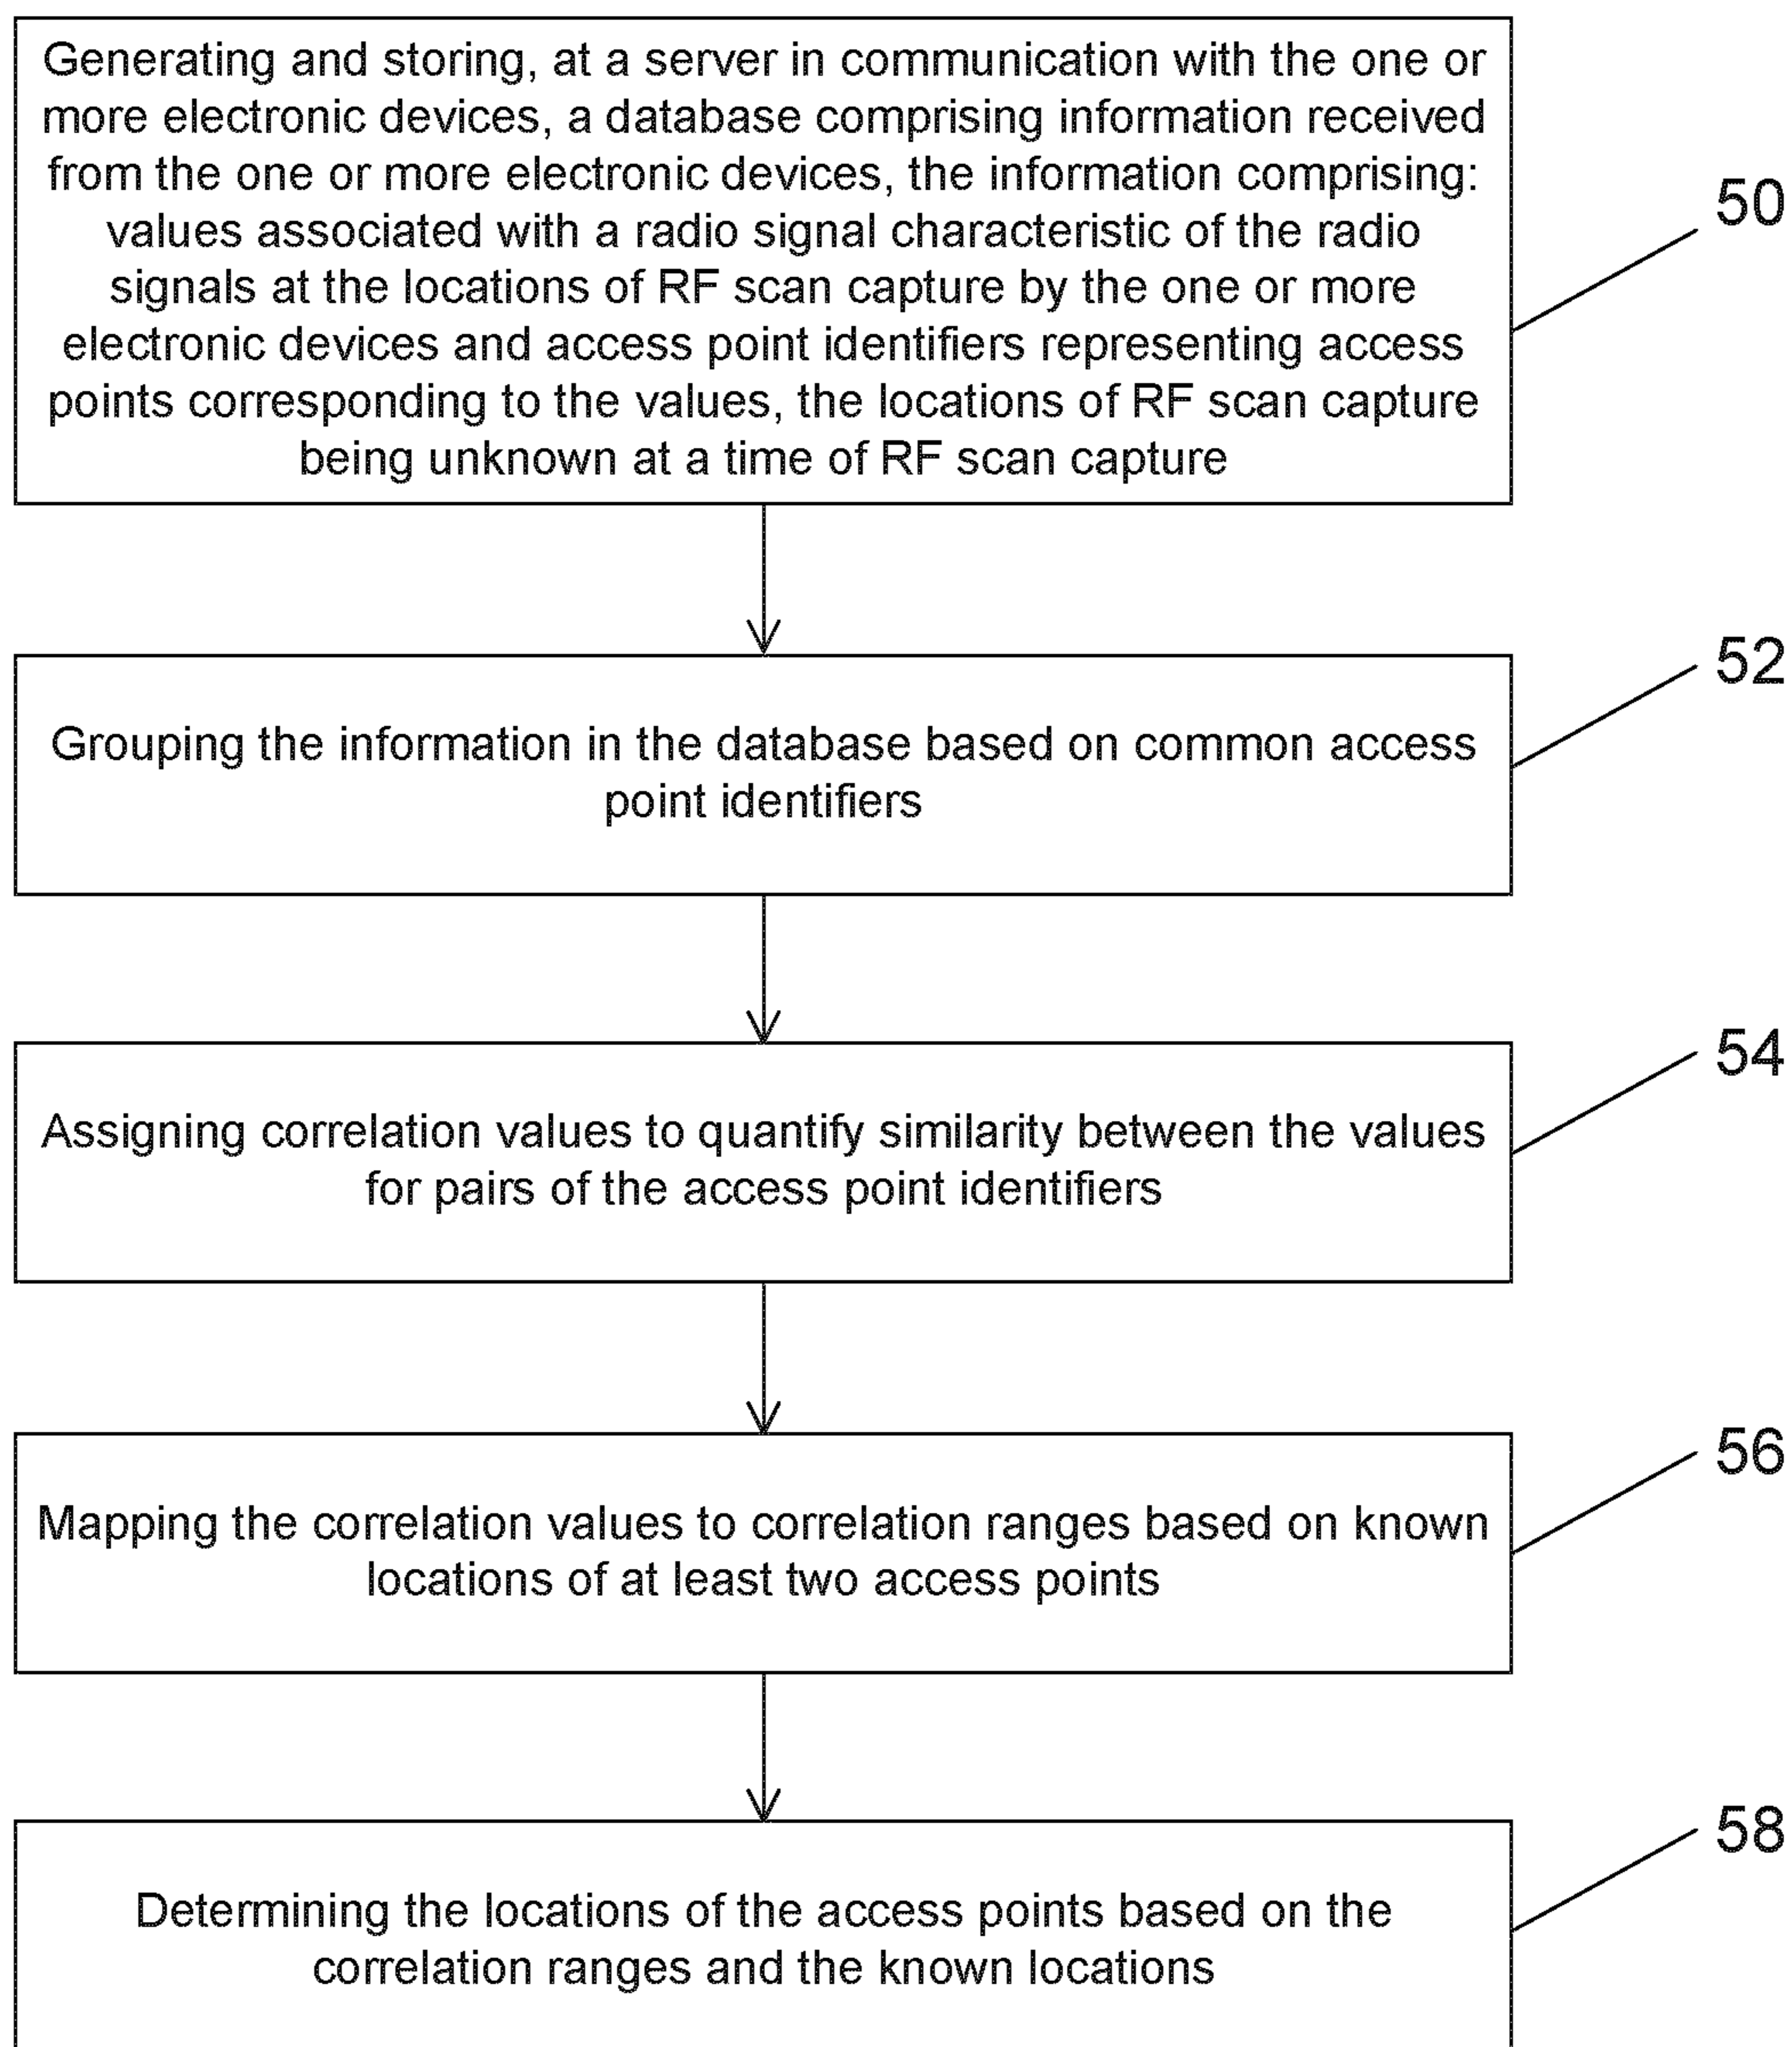 Generating and storing, at a server in communication with the one or
more electronic devices, a database comprising information received
from the one or more electronic devices, the information comprising:
values associated with a radio signal characteristic of the radio
signals at the locations of RF scan capture by the one or more
electronic devices and access point identifiers representing access
points corresponding to the values, the locations of RF scan capture
being unknown at a time of RF scan capture
50
Grouping the information in the database based on common access
point identifiers
52
Assigning correlation values to quantify similarity between the values
for pairs of the access point identifiers
54
Mapping the correlation values to correlation ranges based on known
locations of at least two access points
56
Determining the locations of the access points based on the
correlation ranges and the known locations
58